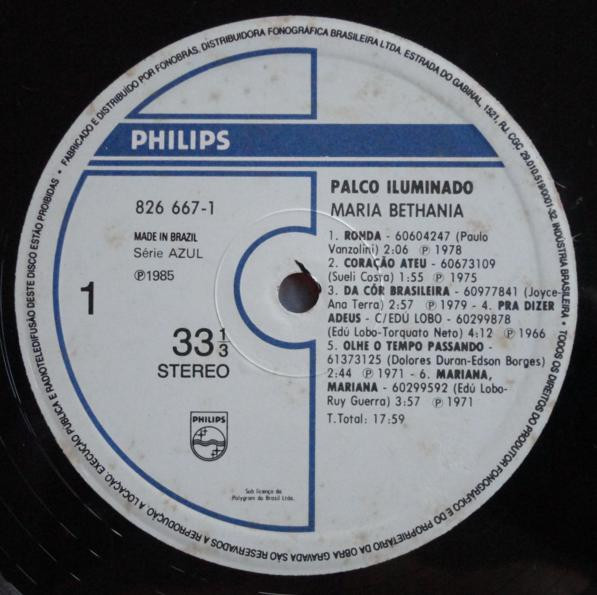 • FABRICADO E DISTRIBUÍDO POR FONOBRAS. DISTRIBUIDORA FONOGRÁFICA BRASILEIRA LTDA. ESTRADA DO GABINAL, 1521, RJ. CGC 29.010.519/0001-32. INDÚSTRIA BRASILEIRA • TODOS OS DIREITOS DO PRODUTOR FONOGRÁFICO E DO PROPRIETÁRIO DA OBRA GRAVADA SÃO RESERVADOS A REPRODUÇÃO, A LOCAÇÃO, EXECUÇÃO PÚBLICA E RADIOTELEDIFUSÃO DESTE DISCO ESTÃO PROIBIDAS
PHILIPS
826 667-1
MADE IN BRAZIL
Série AZUL
℗1985
1
33 1/3
STEREO
PHILIPS
Sob licença da
Polygram do Brasil Ltda.
PALCO ILUMINADO
MARIA BETHANIA
1. RONDA - 60604247 (Paulo
Vanzolini) 2:06 ℗ 1978
2. CORAÇÃO ATEU - 60673109
(Sueli Costa) 1:55 ℗ 1975
3. DA CÔR BRASILEIRA - 60977841 (Joyce-
Ana Terra) 2:57 ℗ 1979 - 4. PRA DIZER
ADEUS - C/EDU LOBO - 60299878
(Edú Lobo-Torquato Neto) 4:12 ℗ 1966
5. OLHE O TEMPO PASSANDO -
61373125 (Dolores Duran-Edson Borges)
2:44 ℗ 1971 - 6. MARIANA,
MARIANA - 60299592 (Edú Lobo-
Ruy Guerra) 3:57 ℗ 1971
T.Total: 17:59